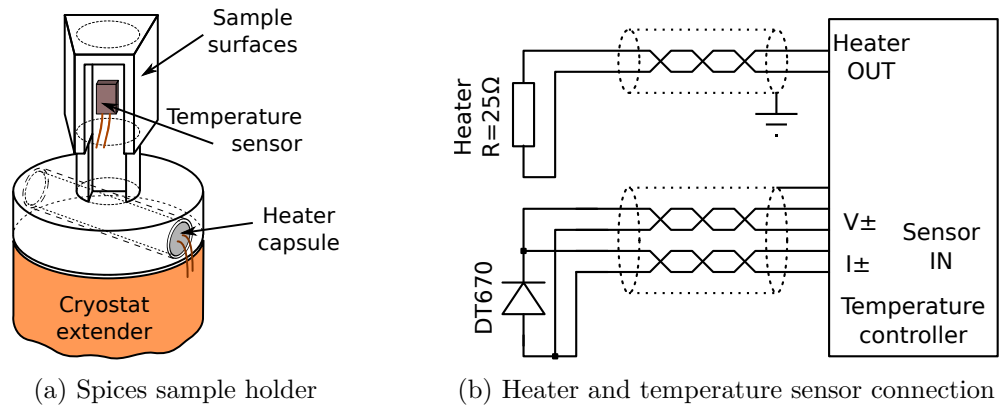 Sample
surfaces
Temperature
sensor
Heater
capsule
Cryostat
extender
(a) Spices sample holder
Heater
R=25Ω
Heater
OUT
DT670
V±
I±
Sensor
IN
Temperature
controller
(b) Heater and temperature sensor connection